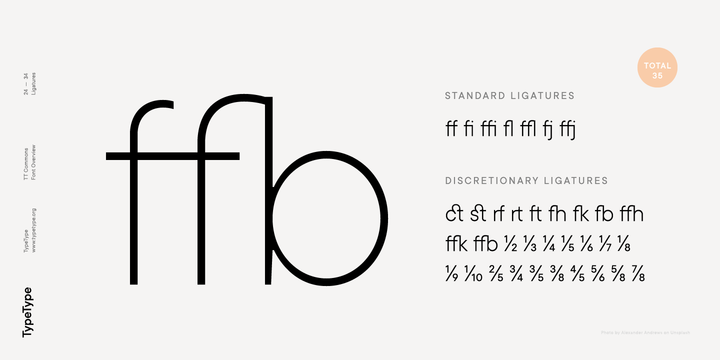 24 — 34
Ligatures
TT Commons
Font Overview
TypeType
www.typetype.org
TypeType
ffb
TOTAL
35
STANDARD LIGATURES
ff fi ffi fl ffl fj ffj
DISCRETIONARY LIGATURES
ct st rf rt ft fh fk fb ffh
ffk ffb ½ ⅓ ¼ ⅕ ⅙ ⅐ ⅛
⅑ ⅒ ⅖ ¾ ⅗ ⅜ ⅘ ⅚ ⅝ ⅞